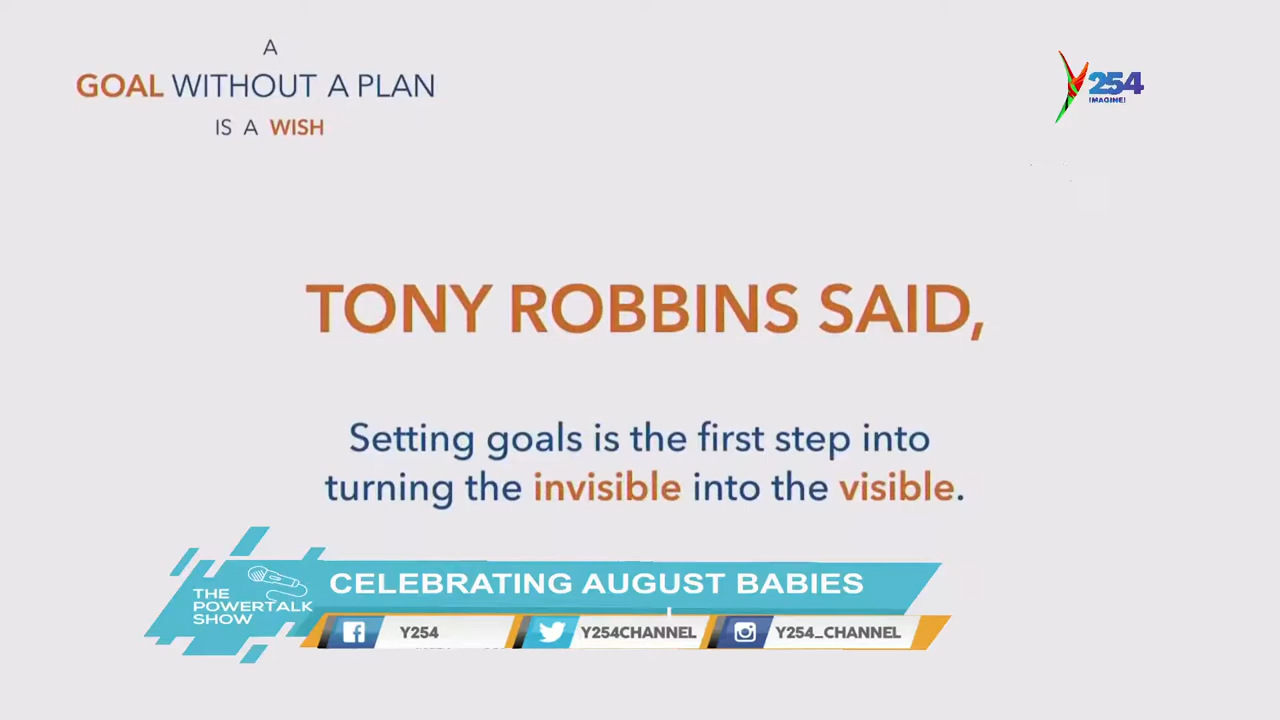 A
GOAL WITHOUT A PLAN
IS A WISH
254
IMAGINE!
TONY ROBBINS SAID,
Setting goals is the first step into
turning the invisible into the visible.
CELEBRATING AUGUST BABIES
THE
POWERTALK
SHOW
Y254
Y254CHANNEL
Y254_CHANNEL